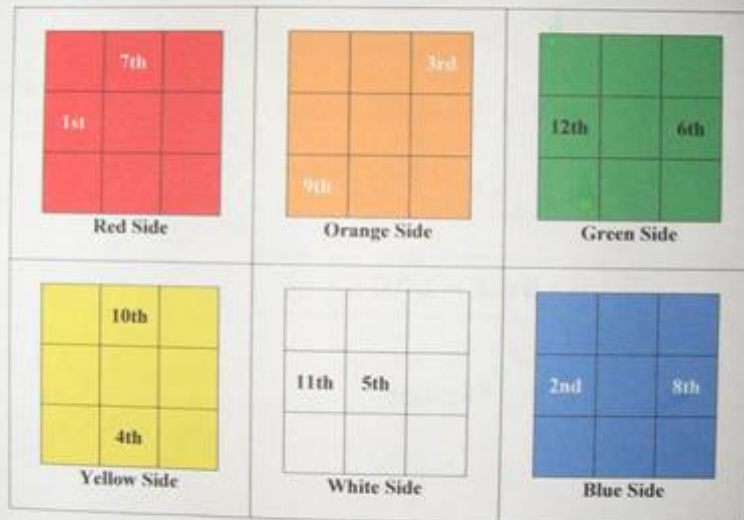 7th
1st
Red Side
3rd
9th
Orange Side
12th 6th
Green Side
10th
4th
Yellow Side
11th 5th
White Side
2nd 8th
Blue Side